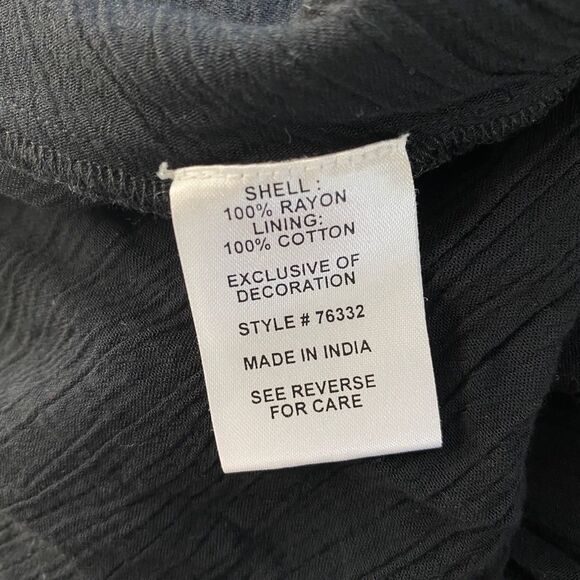 SHELL :
100% RAYON
LINING:
100% COTTON
EXCLUSIVE OF
DECORATION
STYLE # 76332
MADE IN INDIA
SEE REVERSE
FOR CARE